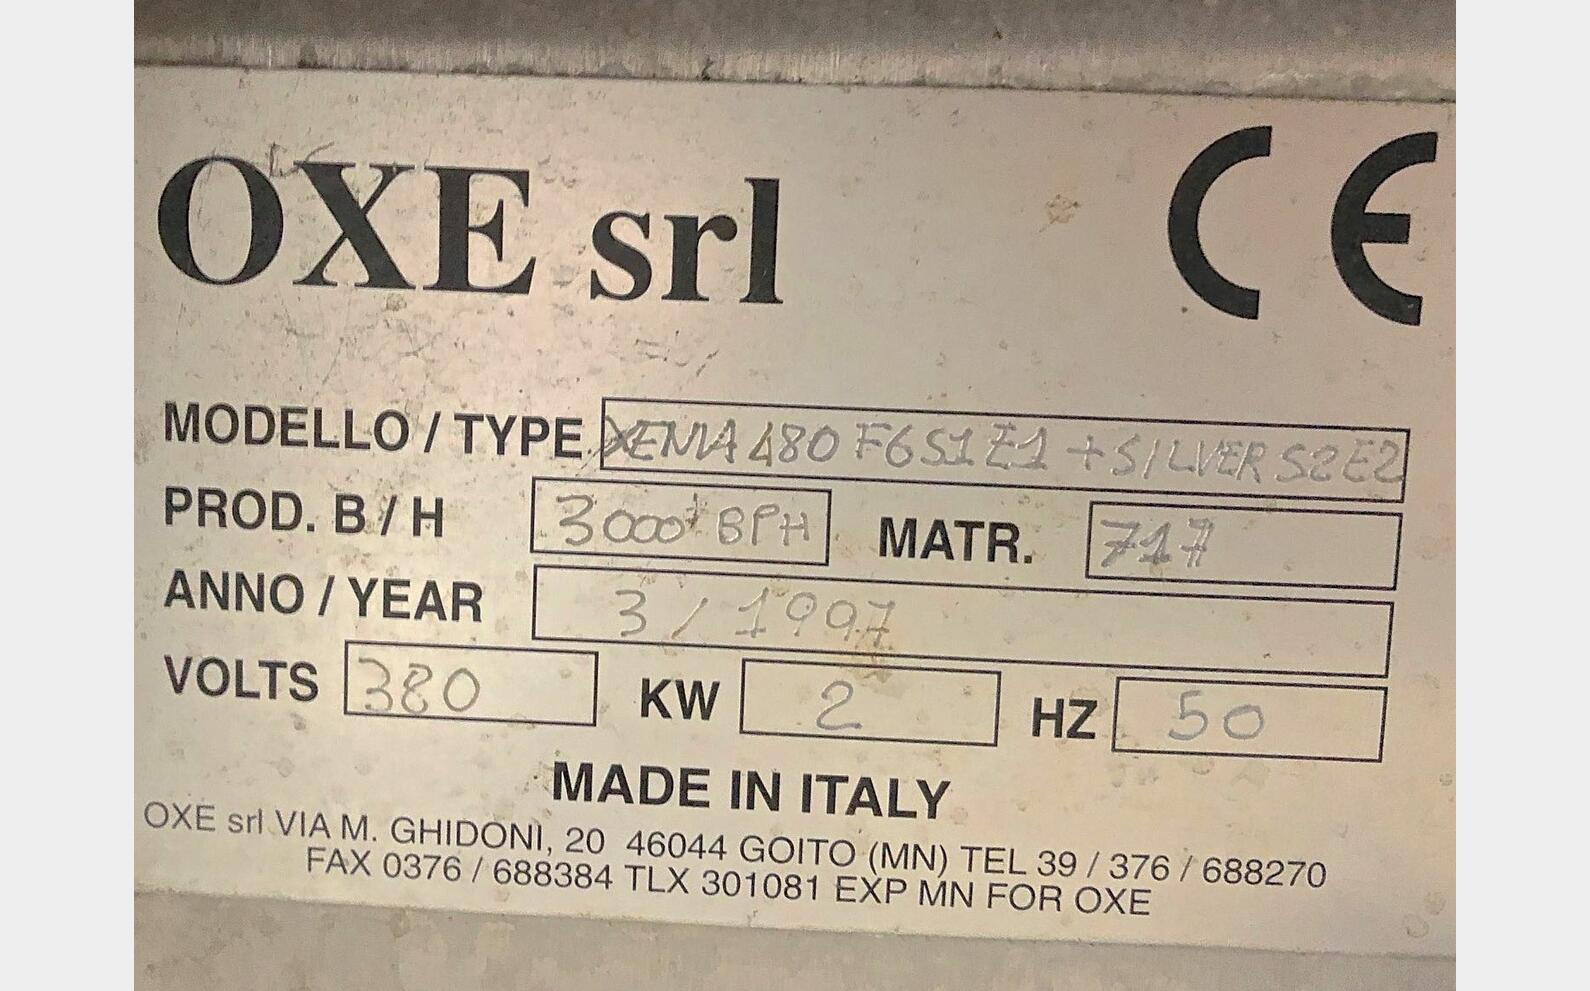 OXE srl CE
MODELLO / TYPE XENIA 480 F6S1E1 + SILVER S2E2
PROD. B / H 3000 BPH MATR. 717
ANNO / YEAR 3 / 1997
VOLTS 380 KW 2 HZ 50
MADE IN ITALY
OXE srl VIA M. GHIDONI, 20 46044 GOITO (MN) TEL 39 / 376 / 688270
FAX 0376 / 688384 TLX 301081 EXP MN FOR OXE